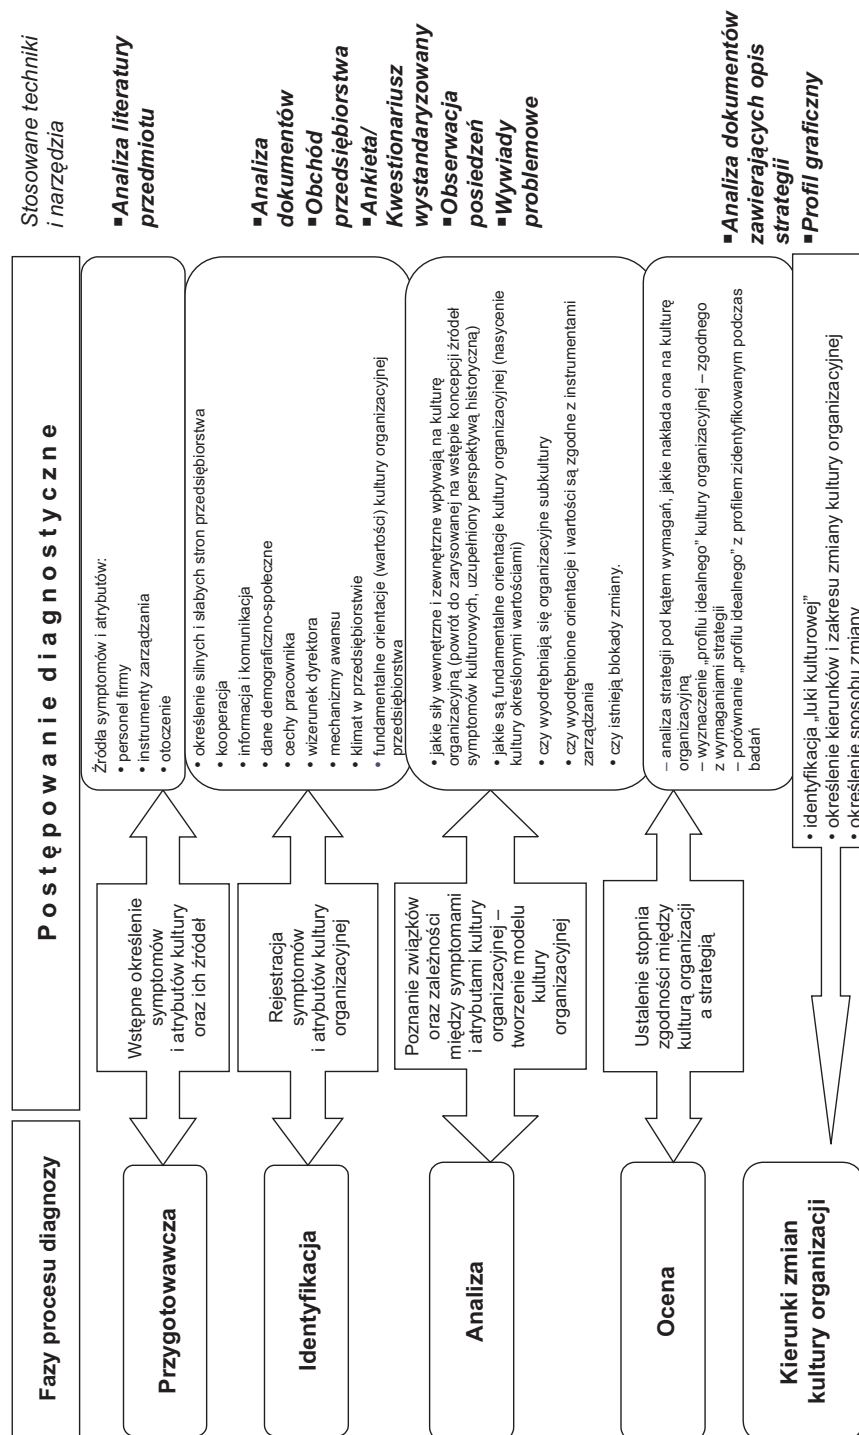 Fazy procesu diagnozy
Postępowanie diagnostyczne
Stosowane techniki
i narzędzia
Przygotowawcza
Wstępne określenie
symptomów
i atrybutów kultury
oraz ich źródeł
Źródła symptomów i atrybutów:
• personel firmy
• instrumenty zarządzania
• otoczenie
▪Analiza literatury
przedmiotu
Identyfikacja
Rejestracja
symptomów
i atrybutów kultury
organizacyjnej
• określenie silnych i słabych stron przedsiębiorstwa
• kooperacja
• informacja i komunikacja
• dane demograficzno-społeczne
• cechy pracownika
• wizerunek dyrektora
• mechanizmy awansu
• klimat w przedsiębiorstwie
• fundamentalne orientacje (wartości) kultury organizacyjnej
przedsiębiorstwa
▪Analiza
dokumentów
▪Obchód
przedsiębiorstwa
▪Ankieta/
Kwestionariusz
wystandaryzowany
▪Obserwacja
posiedzeń
▪Wywiady
problemowe
Analiza
Poznanie związków
oraz zależności
między symptomami
i atrybutami kultury
organizacyjnej –
tworzenie modelu
kultury
organizacyjnej
• jakie siły wewnętrzne i zewnętrzne wpływają na kulturę
organizacyjną (powrót do zarysowanej na wstępie koncepcji źródeł
symptomów kulturowych, uzupełniony perspektywą historyczną)
• jakie są fundamentalne orientacje kultury organizacyjnej (nasycenie
kultury określonymi wartościami)
• czy wyodrębniają się organizacyjne subkultury
• czy wyodrębnione orientacje i wartości są zgodne z instrumentami
zarządzania
• czy istnieją blokady zmiany.
Ocena
Ustalenie stopnia
zgodności między
kulturą organizacji
a strategią
– analiza strategii pod kątem wymagań, jakie nakłada ona na kulturę
organizacyjną
– wyznaczenie „profilu idealnego” kultury organizacyjnej – zgodnego
z wymaganiami strategii
– porównanie „profilu idealnego” z profilem zidentyfikowanym podczas
badań
▪Analiza dokumentów
zawierających opis
strategii
▪Profil graficzny
Kierunki zmian
kultury organizacji
• identyfikacja „luki kulturowej”
• określenie kierunków i zakresu zmiany kultury organizacyjnej
• określenie sposobu zmiany